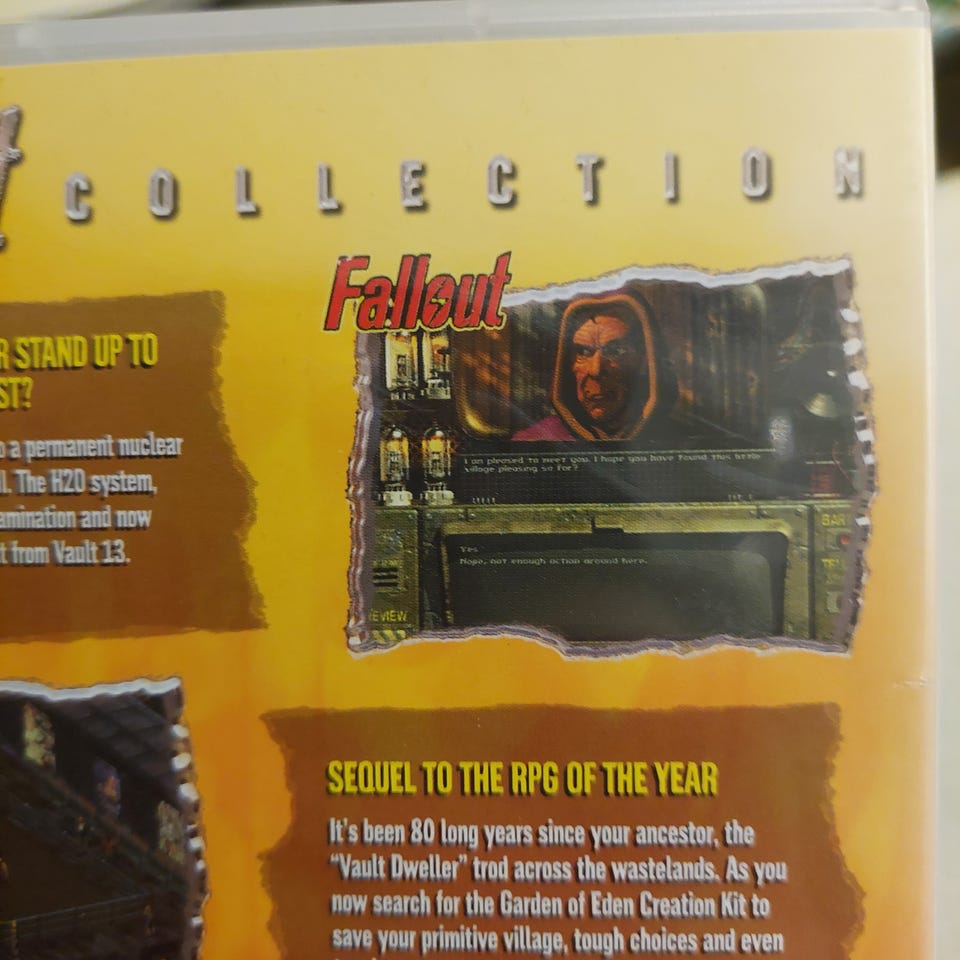 COLLECTION
Fallout
R STAND UP TO
ST?
o a permanent nuclear
l. The H20 system,
amination and now
t from Vault 13.
I am pleased to meet you. I hope you have found this little
village pleasing so far?
Yes
Nope, not enough action around here.
BAR
TEL
REVIEW
SEQUEL TO THE RPG OF THE YEAR
It's been 80 long years since your ancestor, the
"Vault Dweller" trod across the wastelands. As you
now search for the Garden of Eden Creation Kit to
save your primitive village, tough choices and even